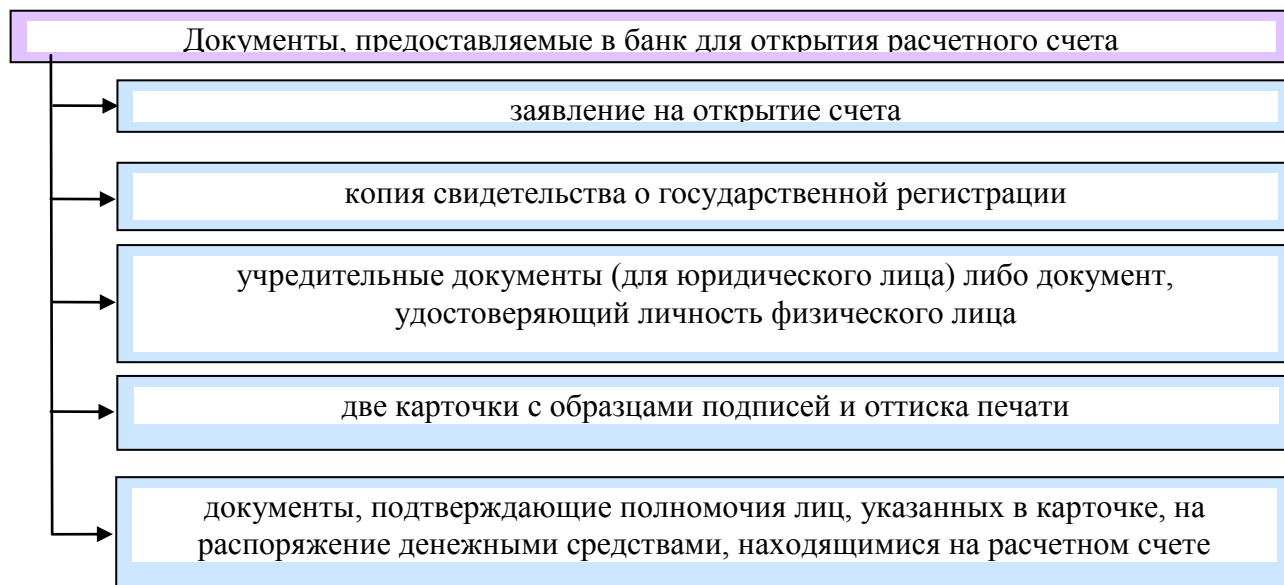 Документы, предоставляемые в банк для открытия расчетного счета
заявление на открытие счета
копия свидетельства о государственной регистрации
учредительные документы (для юридического лица) либо документ,
удостоверяющий личность физического лица
две карточки с образцами подписей и оттиска печати
документы, подтверждающие полномочия лиц, указанных в карточке, на
распоряжение денежными средствами, находящимися на расчетном счете